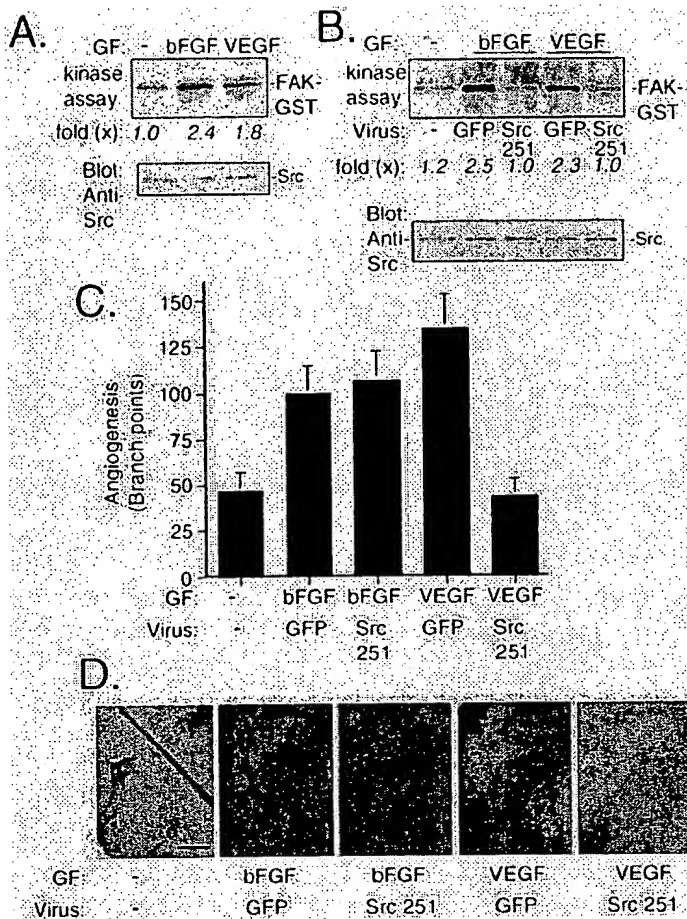 A.
GF: - bFGF VEGF
kinase assay
-FAK-GST
fold (x) 1.0 2.4 1.8
Blot: Anti Src
-Src
B.
GF: - bFGF VEGF
kinase assay
-FAK-GST
Virus: - GFP Src 251 GFP Src 251
fold (x): 1.2 2.5 1.0 2.3 1.0
Blot: Anti- Src
-Src
C.
Angiogenesis (Branch points)
150
125
100
75
50
25
0
GF: - bFGF bFGF VEGF VEGF
Virus: - GFP Src 251 GFP Src 251
D.
GF: - bFGF bFGF VEGF VEGF
Virus: - GFP Src 251 GFP Src 251